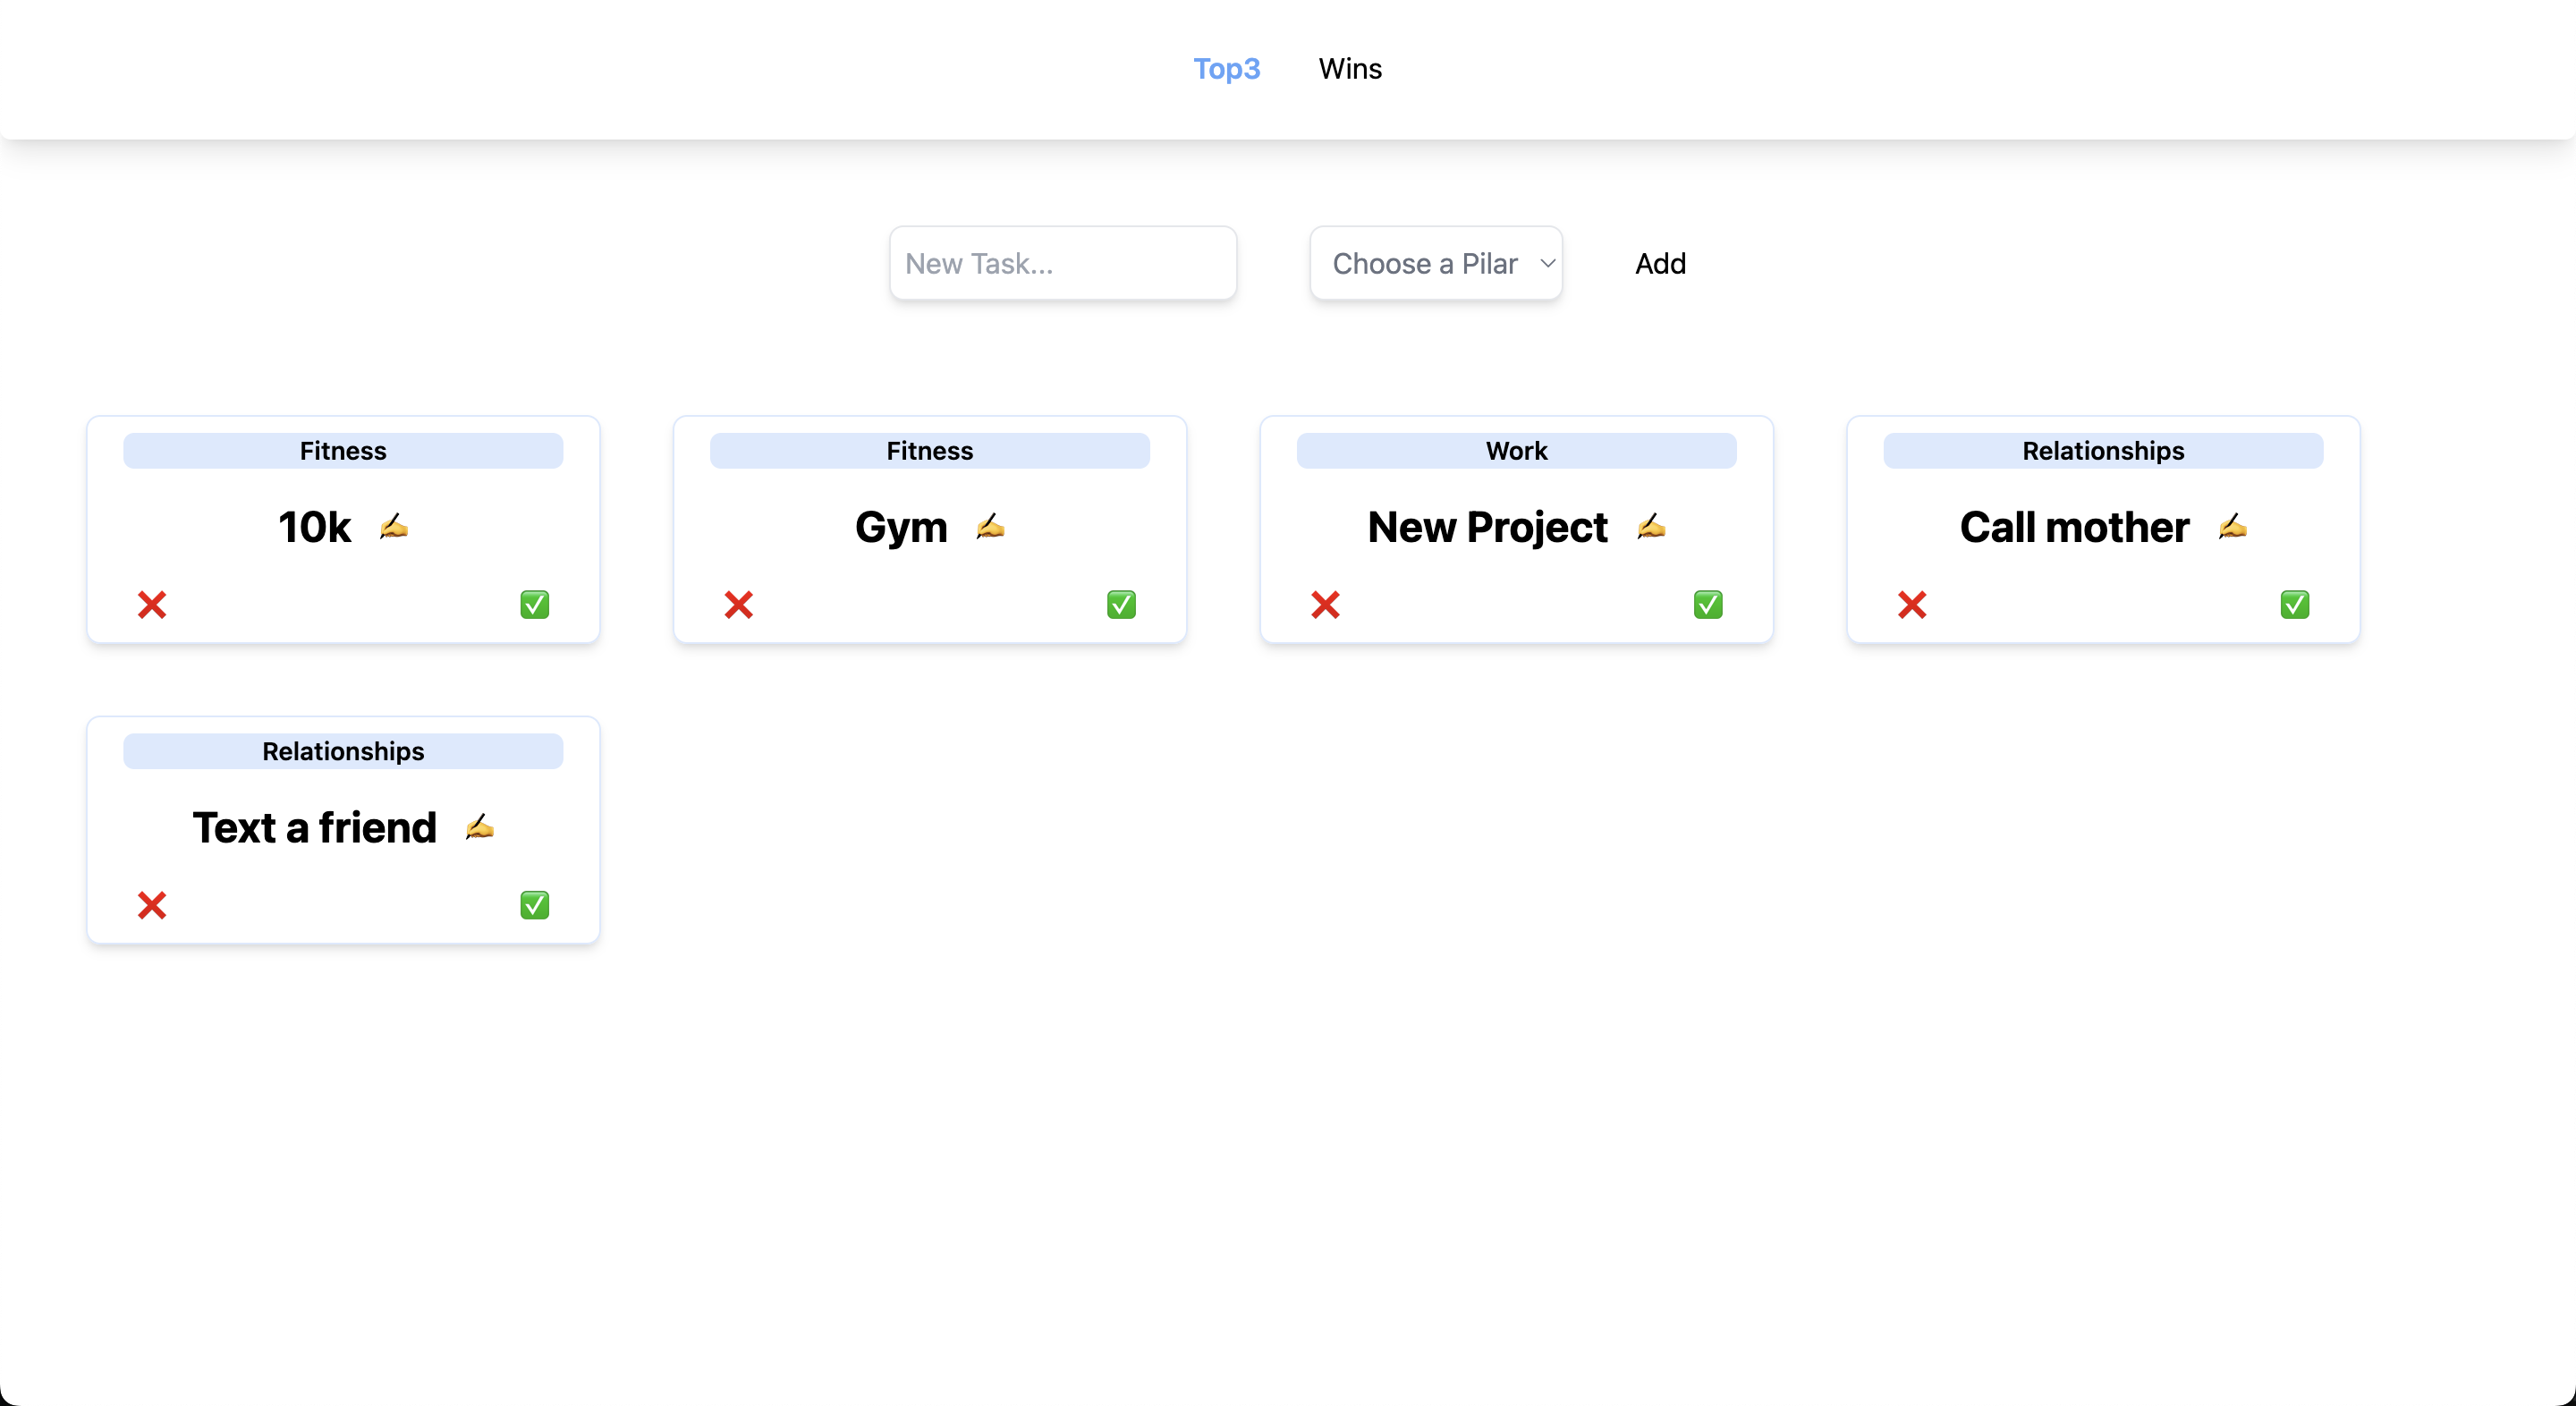 Top3 Wins
New Task... Choose a Pilar Add
Fitness Fitness Work Relationships
10k Gym New Project Call mother
Relationships
Text a friend